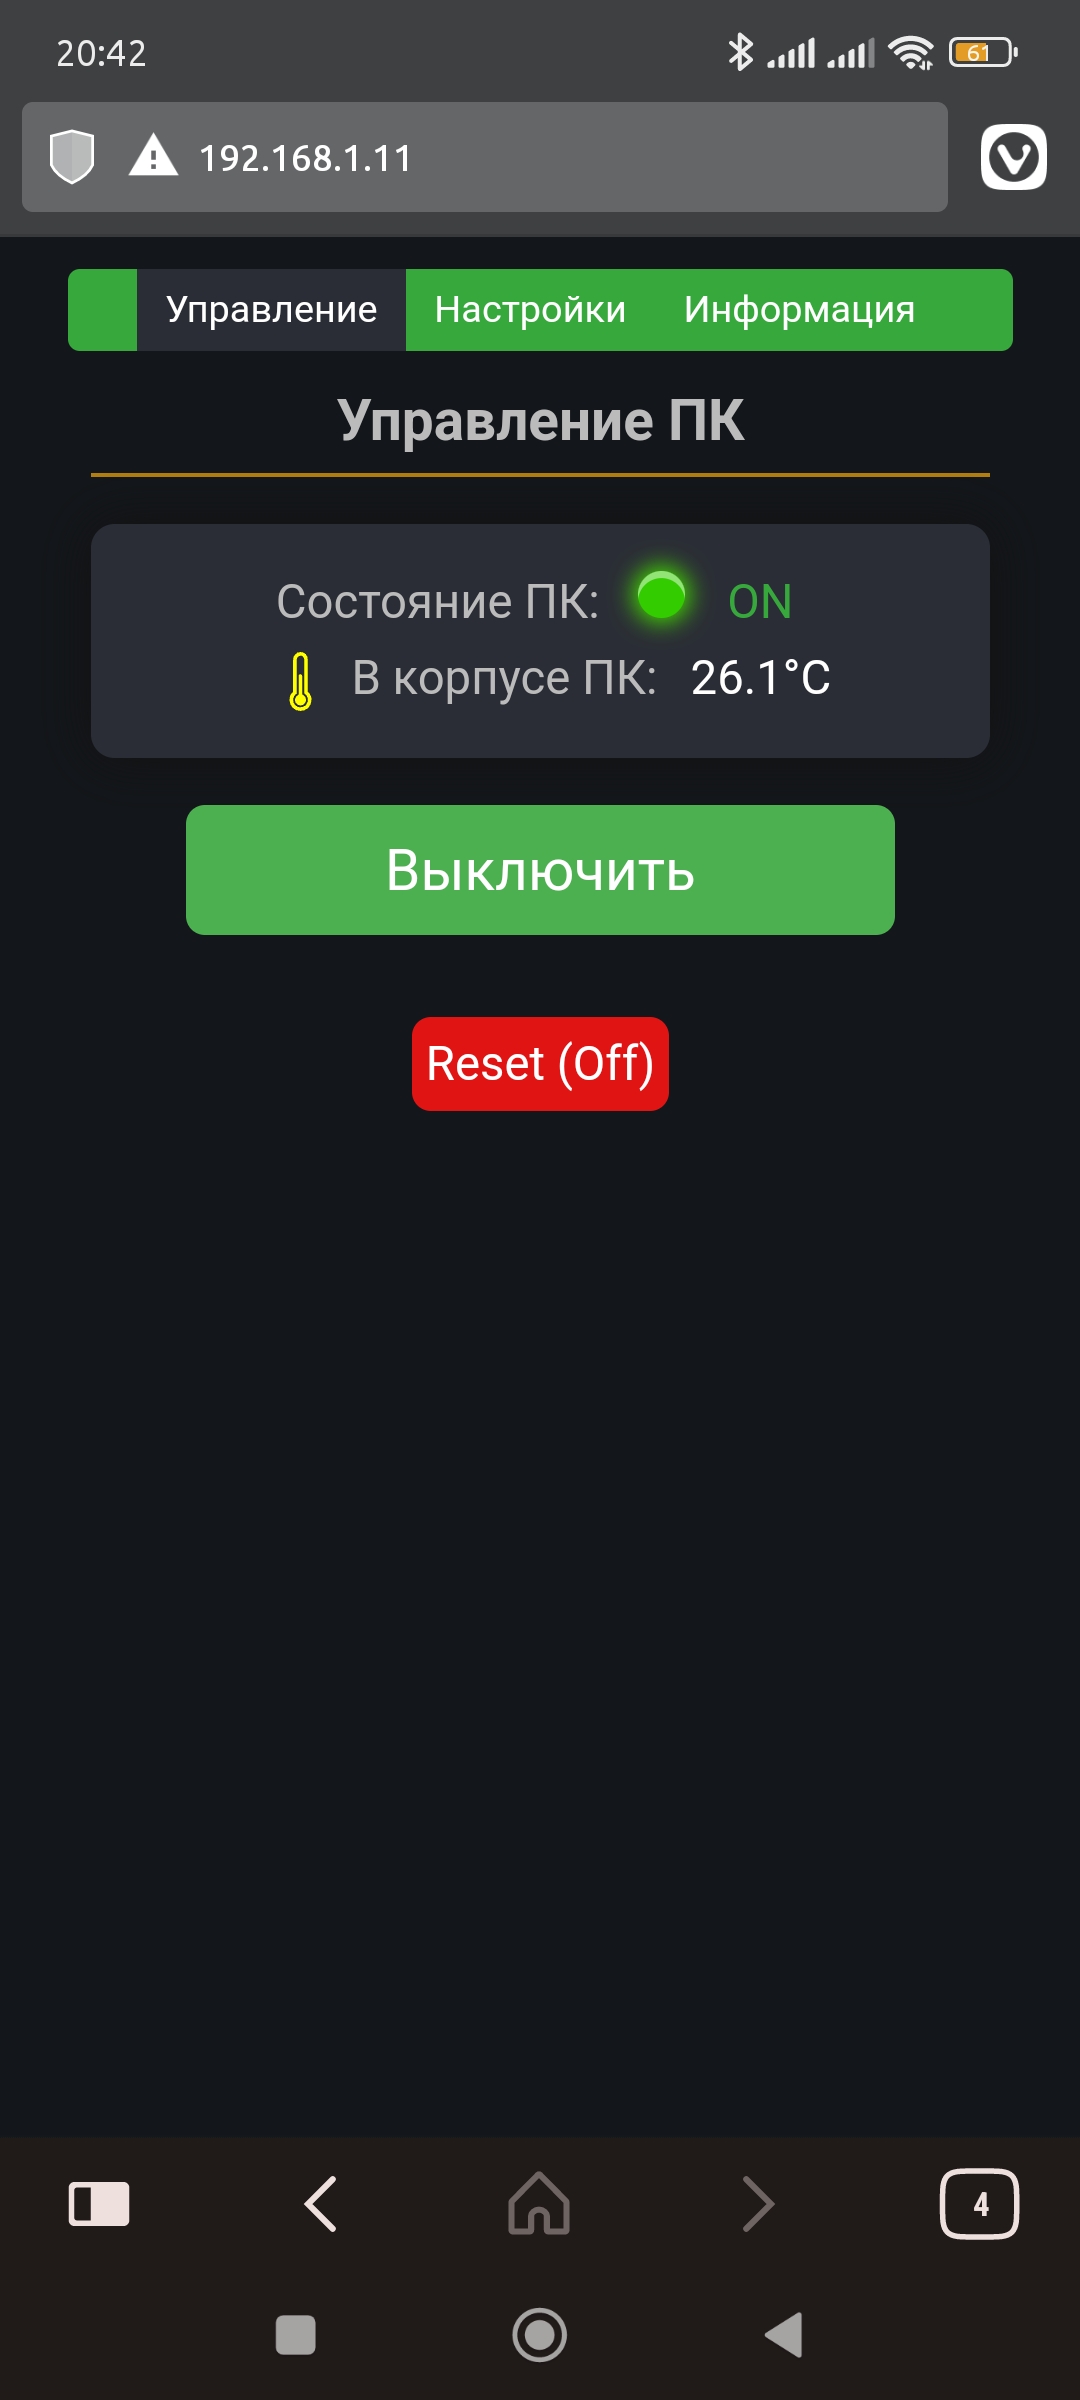 20:42
61
192.168.1.11
Управление Настройки Информация
Управление ПК
Состояние ПК: ON
В корпусе ПК: 26.1°C
Выключить
Reset (Off)
4